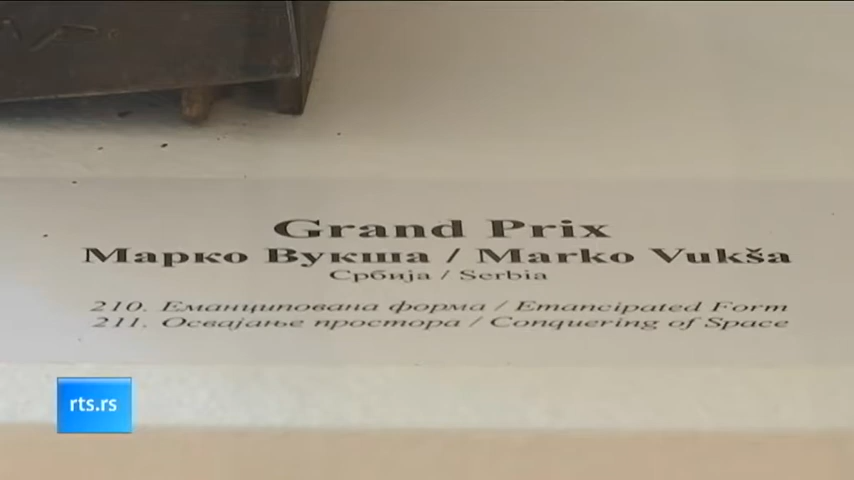 Grand Prix
Марко Вукша / Marko Vukša
Србија / Serbia
210. Еманципована форма / Emancipated Form
211. Освајање простора / Conquering of Space
rts.rs